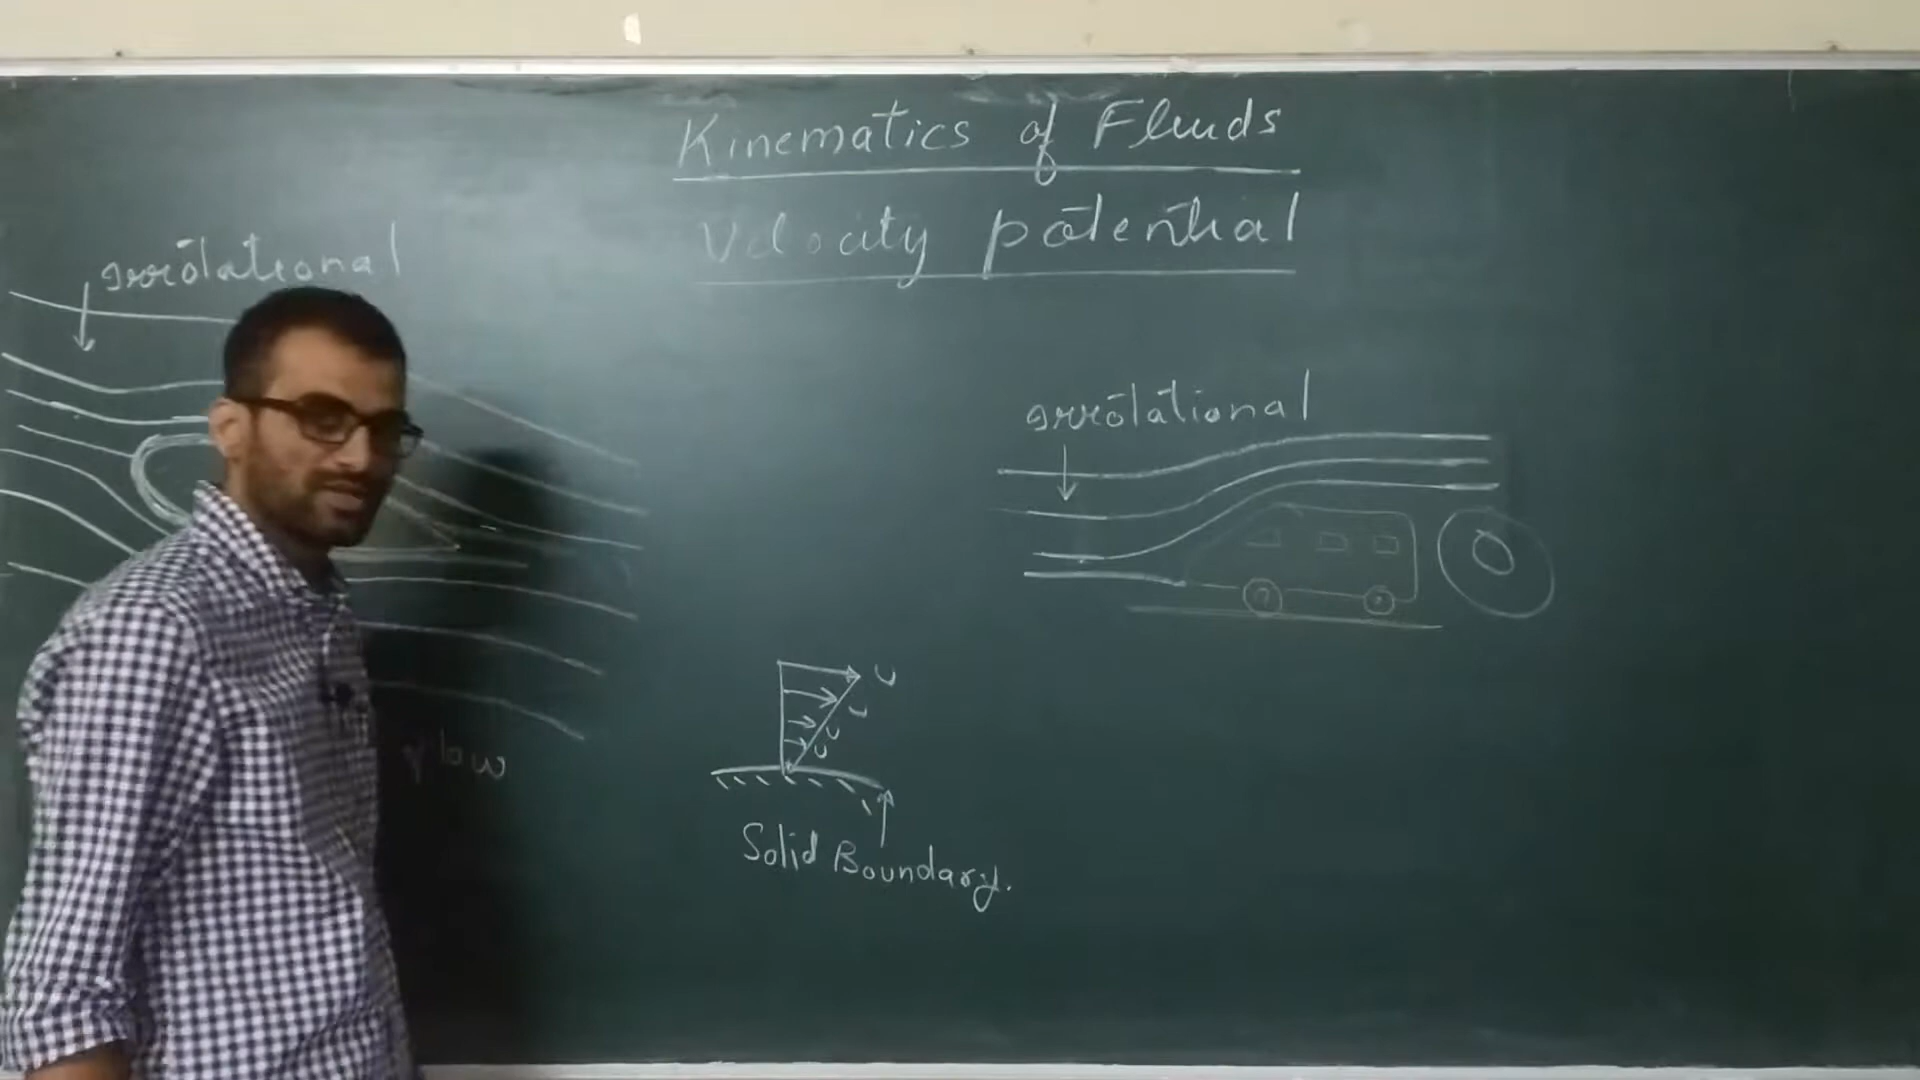 Kinematics of Fluids
Velocity potential
Irrotational
Irrotational
U
u
u
u
flow
Solid Boundary.